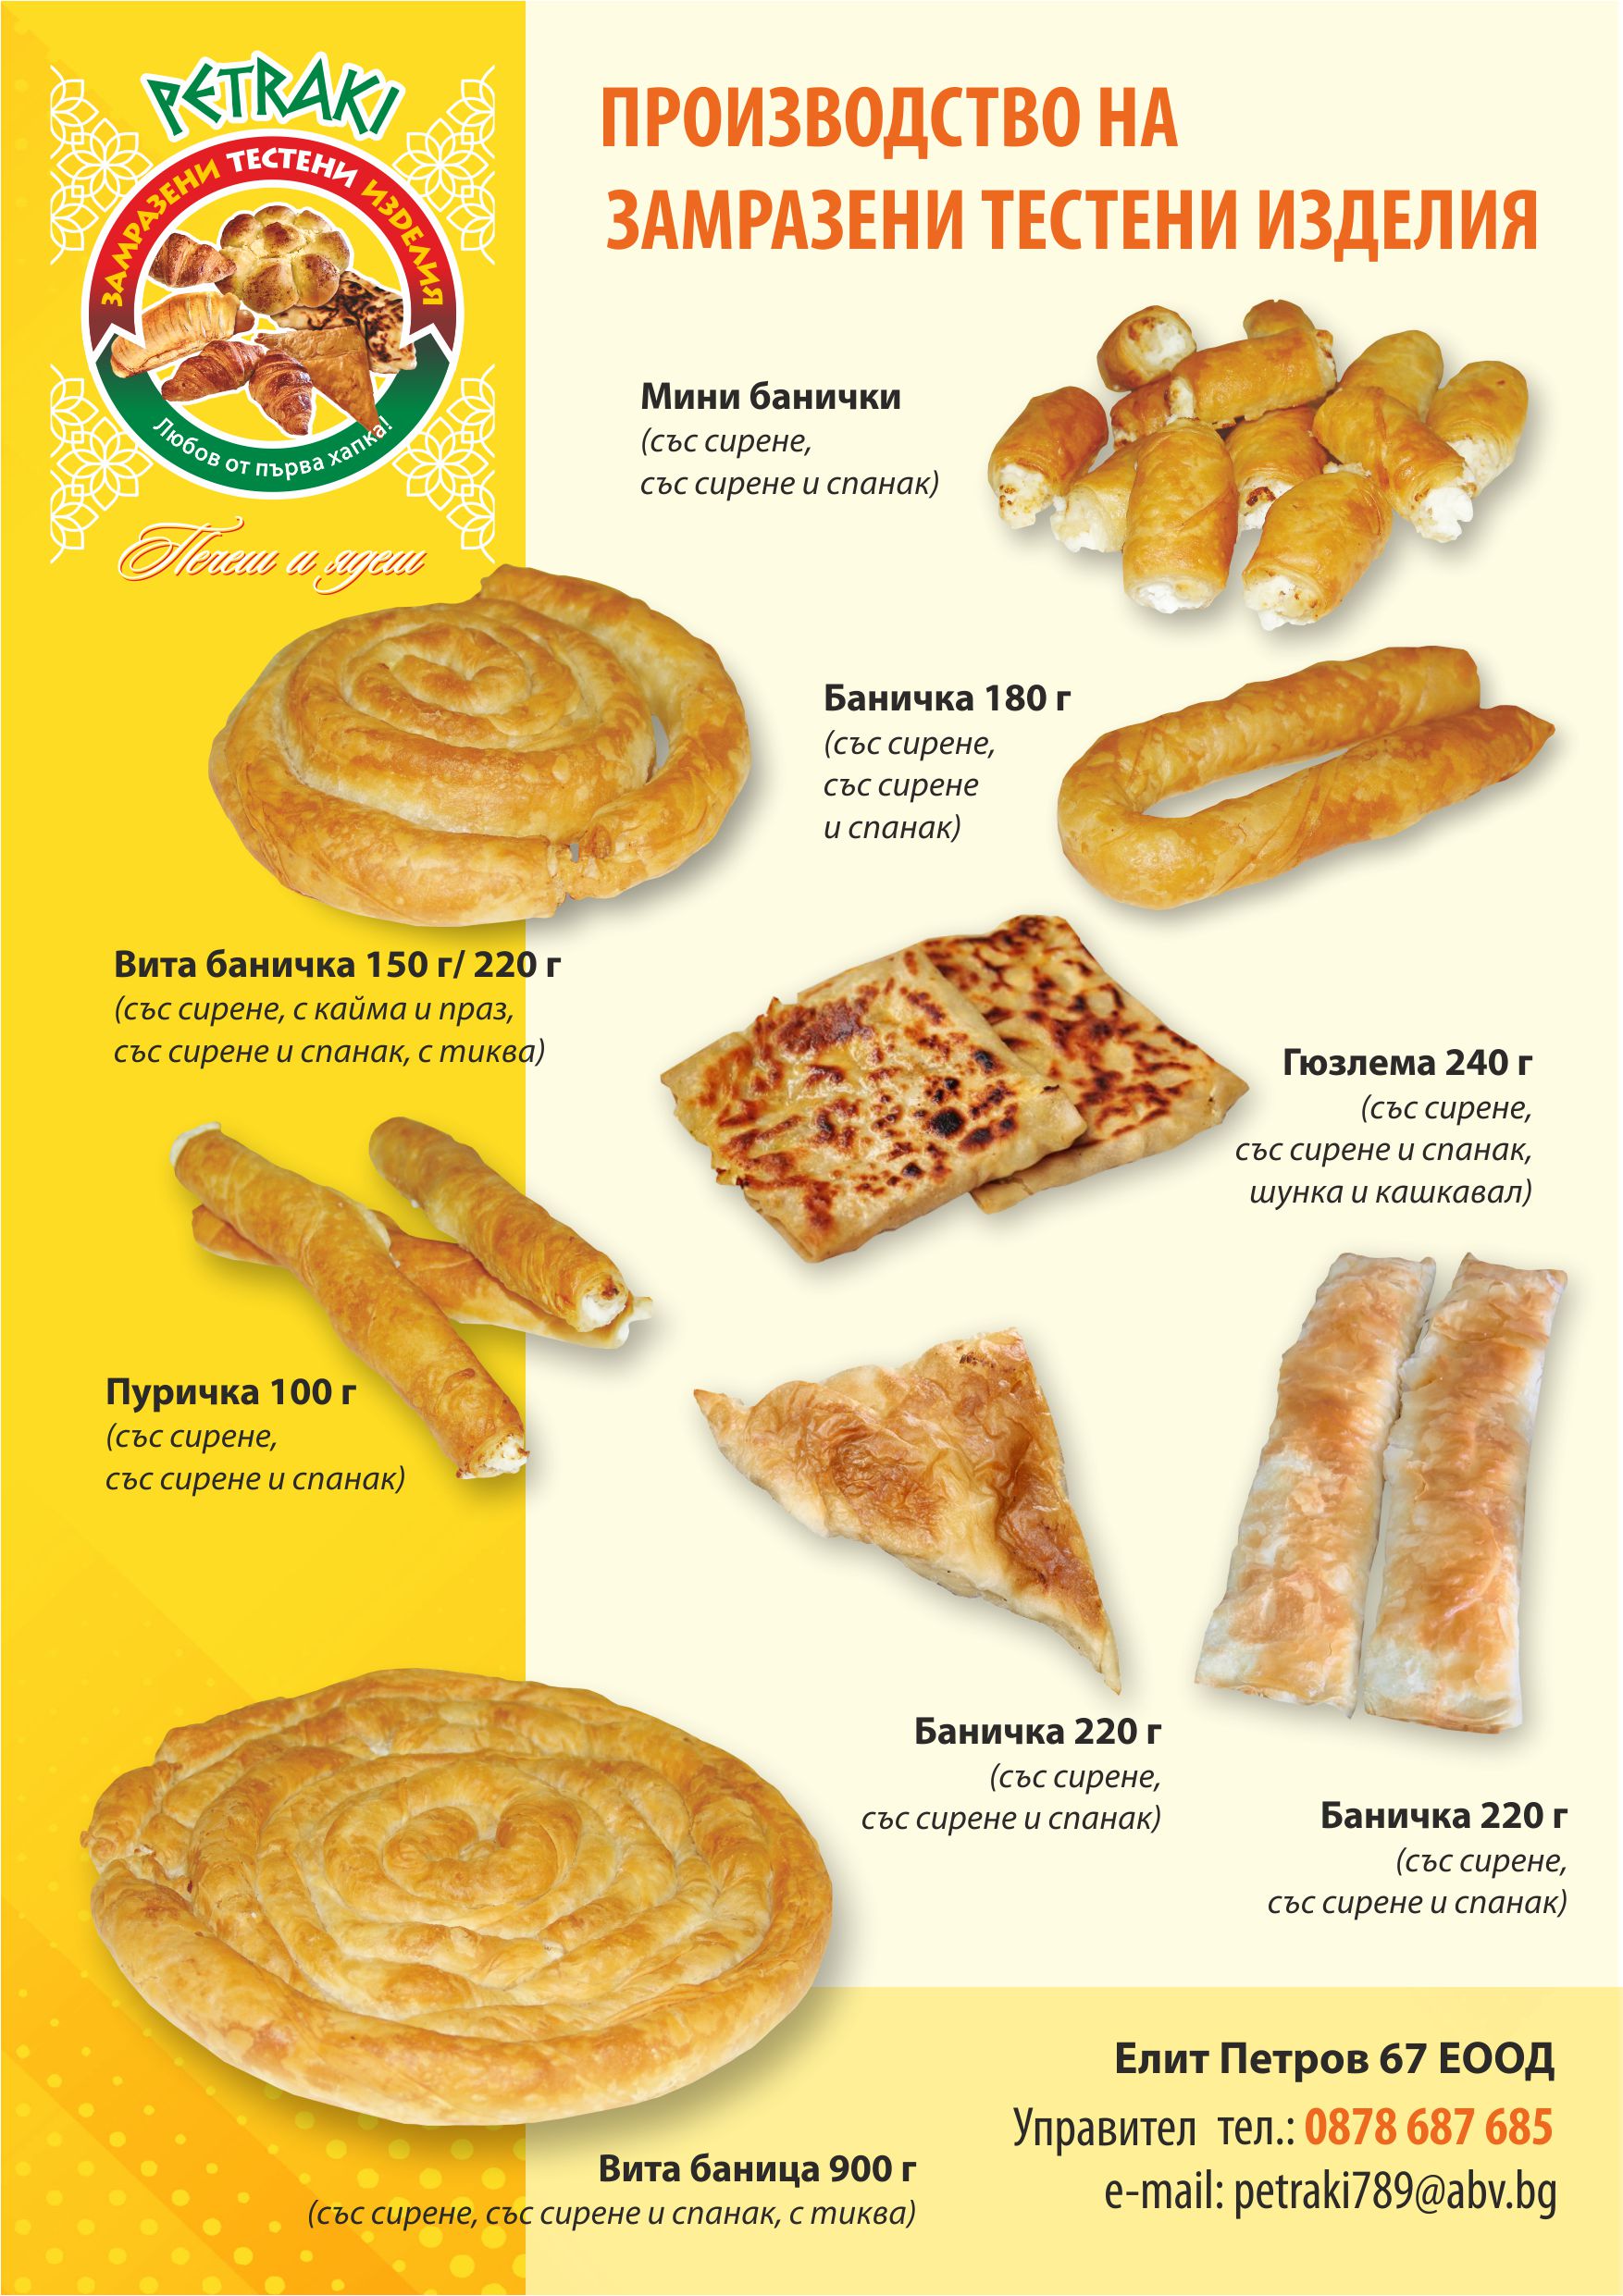 PETRAKI
ЗАМРАЗЕНИ ТЕСТЕНИ ИЗДЕЛИЯ
Любов от първа хапка!
Печеш и ядеш
ПРОИЗВОДСТВО НА
ЗАМРАЗЕНИ ТЕСТЕНИ ИЗДЕЛИЯ
Мини банички
(със сирене,
със сирене и спанак)
Баничка 180 г
(със сирене,
със сирене
и спанак)
Вита баничка 150 г/ 220 г
(със сирене, с кайма и праз,
със сирене и спанак, с тиква)
Гюзлема 240 г
(със сирене,
със сирене и спанак,
шунка и кашкавал)
Пуричка 100 г
(със сирене,
със сирене и спанак)
Баничка 220 г
(със сирене,
със сирене и спанак)
Баничка 220 г
(със сирене,
със сирене и спанак)
Вита баница 900 г
(със сирене, със сирене и спанак, с тиква)
Елит Петров 67 ЕООД
Управител тел.: 0878 687 685
e-mail: petraki789@abv.bg